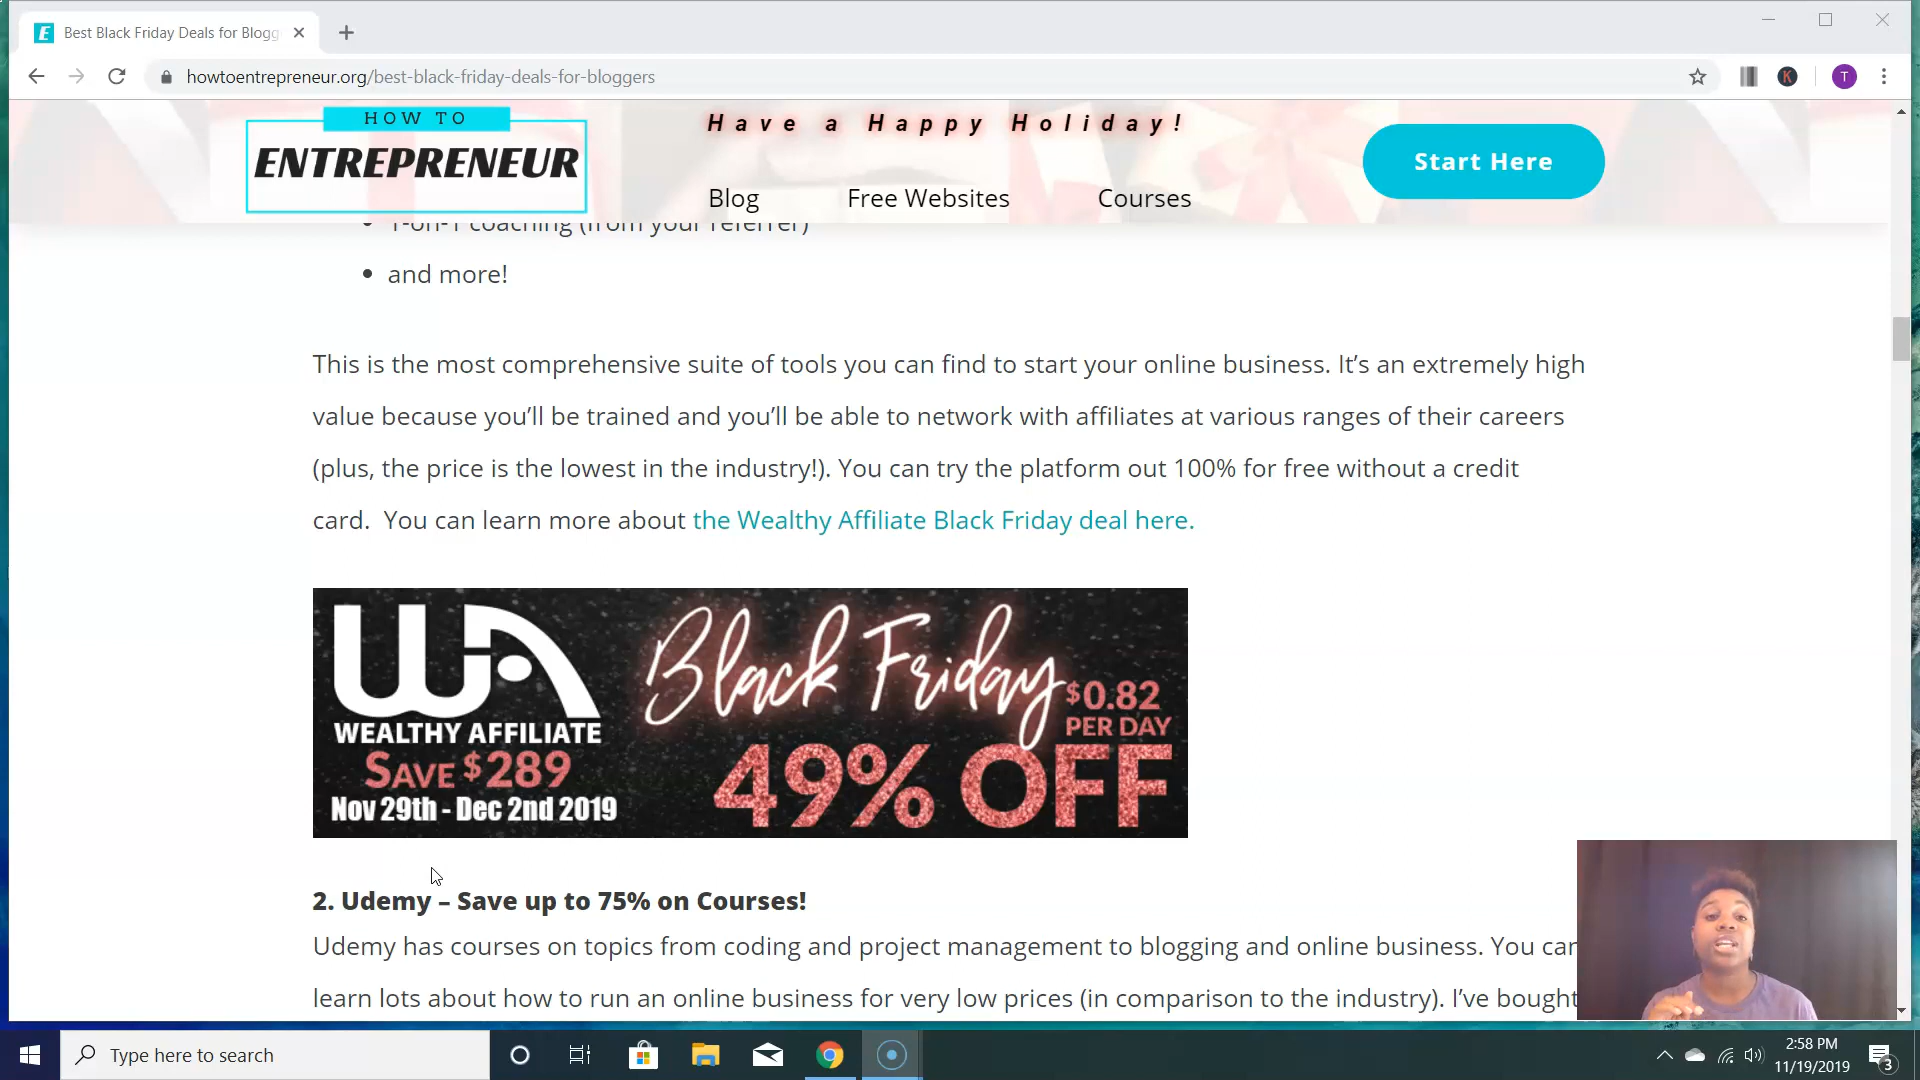 Best Black Friday Deals for Blogg
howtoentrepreneur.org/best-black-friday-deals-for-bloggers
K
T
HOW TO
ENTREPRENEUR
Have a Happy Holiday!
Blog
Free Websites
Courses
Start Here
1-on-1 coaching (from your referrer)
and more!
This is the most comprehensive suite of tools you can find to start your online business. It's an extremely high
value because you'll be trained and you'll be able to network with affiliates at various ranges of their careers
(plus, the price is the lowest in the industry!). You can try the platform out 100% for free without a credit
card. You can learn more about the Wealthy Affiliate Black Friday deal here.
WA
WEALTHY AFFILIATE
SAVE $289
Nov 29th - Dec 2nd 2019
Black Friday
$0.82
PER DAY
49% OFF
2. Udemy – Save up to 75% on Courses!
Udemy has courses on topics from coding and project management to blogging and online business. You can
learn lots about how to run an online business for very low prices (in comparison to the industry). I've bought
Type here to search
2:58 PM
11/19/2019
3